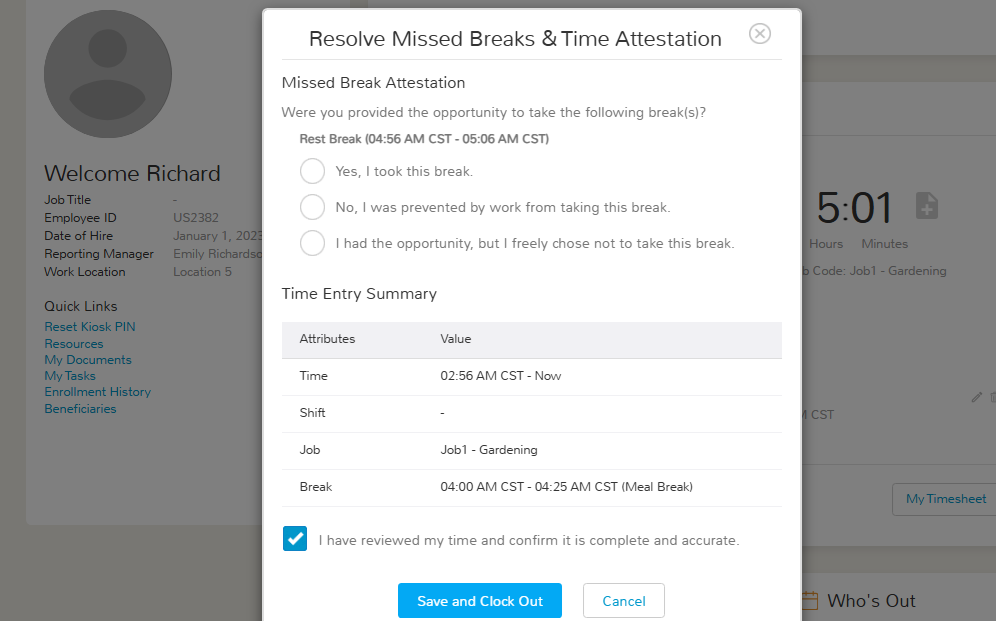 Resolve Missed Breaks & Time Attestation
Missed Break Attestation
Were you provided the opportunity to take the following break(s)?
Rest Break (04:56 AM CST - 05:06 AM CST)
Yes, I took this break.
No, I was prevented by work from taking this break.
I had the opportunity, but I freely chose not to take this break.
Time Entry Summary
Attributes Value
Time 02:56 AM CST - Now
Shift -
Job Job1 - Gardening
Break 04:00 AM CST - 04:25 AM CST (Meal Break)
I have reviewed my time and confirm it is complete and accurate.
Save and Clock Out Cancel
Welcome Richard
Job Title -
Employee ID US2382
Date of Hire January 1, 2023
Reporting Manager Emily Richardso
Work Location Location 5
Quick Links
Reset Kiosk PIN
Resources
My Documents
My Tasks
Enrollment History
Beneficiaries
5:01
Hours Minutes
Code: Job1 - Gardening
CST
My Timesheet
Who's Out